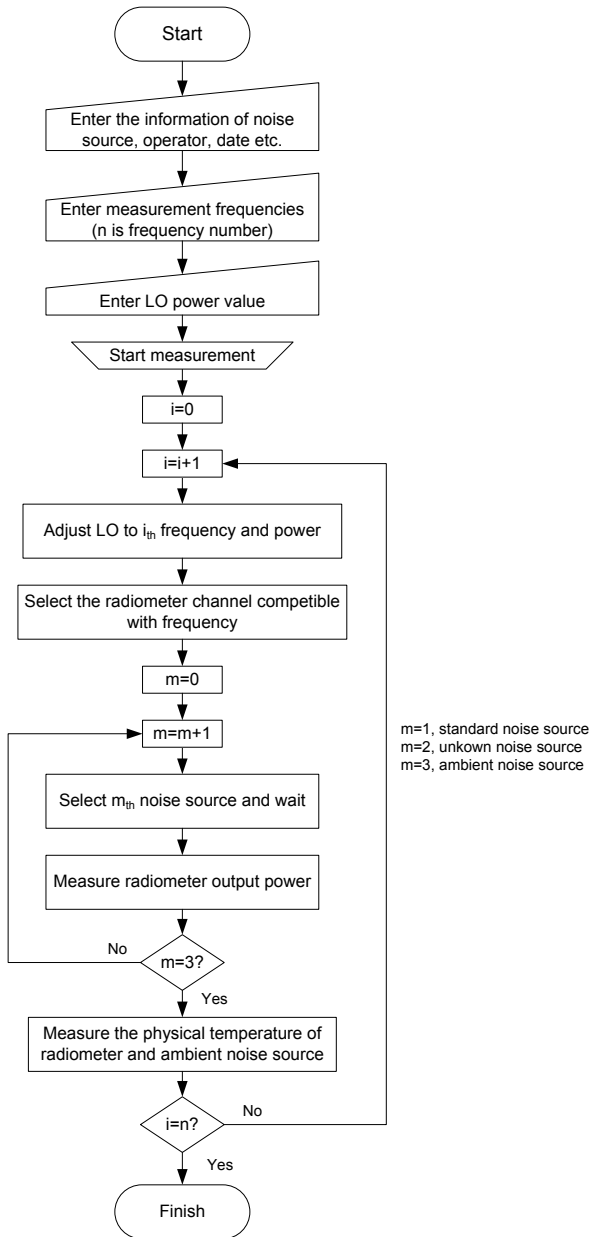 Start
Enter the information of noise
source, operator, date etc.
Enter measurement frequencies
(n is frequency number)
Enter LO power value
Start measurement
i=0
i=i+1
Adjust LO to ith frequency and power
Select the radiometer channel competible
with frequency
m=0
m=m+1
m=1, standard noise source
m=2, unkown noise source
m=3, ambient noise source
Select mth noise source and wait
Measure radiometer output power
No
m=3?
Yes
Measure the physical temperature of
radiometer and ambient noise source
i=n?
No
Yes
Finish